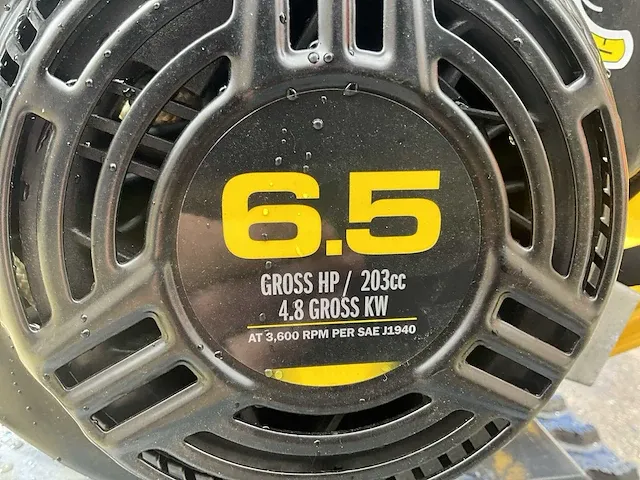 6.5
GROSS HP / 203cc
4.8 GROSS KW
AT 3,600 RPM PER SAE J1940